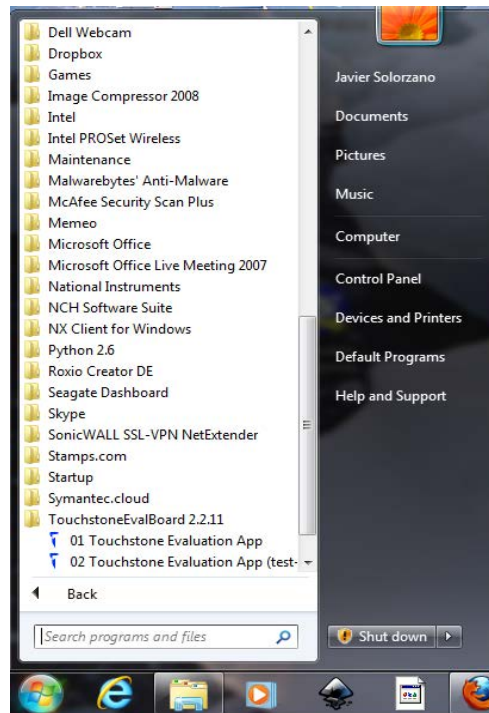 Dell Webcam
Dropbox
Games
Image Compressor 2008
Intel
Intel PROSet Wireless
Maintenance
Malwarebytes' Anti-Malware
McAfee Security Scan Plus
Memeo
Microsoft Office
Microsoft Office Live Meeting 2007
National Instruments
NCH Software Suite
NX Client for Windows
Python 2.6
Roxio Creator DE
Seagate Dashboard
Skype
SonicWALL SSL-VPN NetExtender
Stamps.com
Startup
Symantec.cloud
TouchstoneEvalBoard 2.2.11
01 Touchstone Evaluation App
02 Touchstone Evaluation App (test-
Back
Search programs and files
Javier Solorzano
Documents
Pictures
Music
Computer
Control Panel
Devices and Printers
Default Programs
Help and Support
Shut down